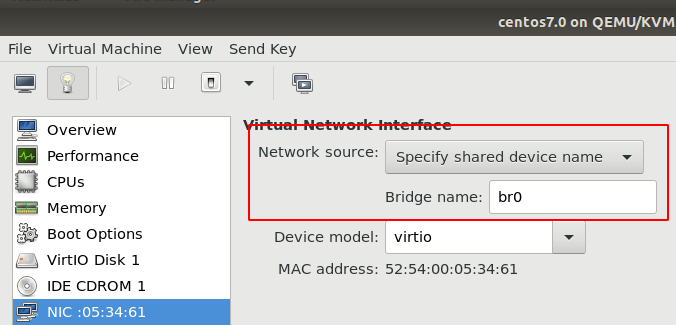 centos7.0 on QEMU/KVM
File Virtual Machine View Send Key
Overview
Performance
CPUs
Memory
Boot Options
VirtIO Disk 1
IDE CDROM 1
NIC :05:34:61
Virtual Network Interface
Network source: Specify shared device name
Bridge name: br0
Device model: virtio
MAC address: 52:54:00:05:34:61